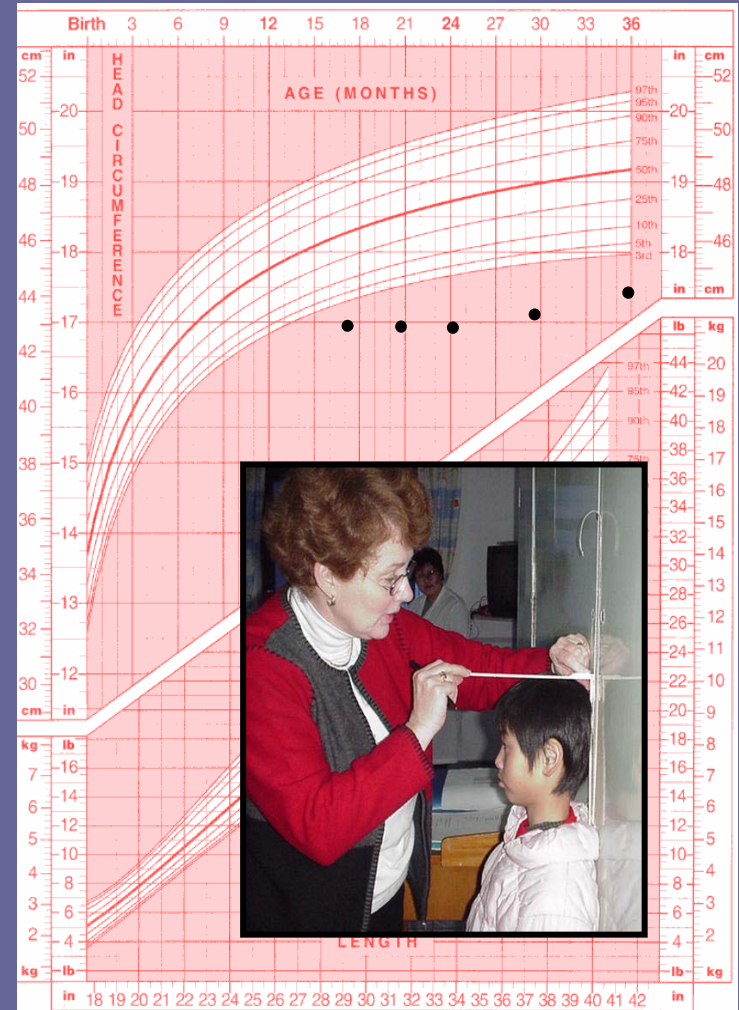 Birth 3 6 9 12 15 18 21 24 27 30 33 36
cm in in cm
HEAD CIRCUMFERENCE
AGE (MONTHS)
52 52
97th
95th
20 20
90th
50 50
75th
19 50th 19
48 48
25th
10th
46 5th 46
18 3rd 18
in cm
44
17
lb kg
42
44 20
97th
16 42 19
95th
40
40 90th 18
38 17
38 15 75th
36 16
34 15
36
14 32 14
30
34 13
28
13 12
32 26
11
24
12
30 22 10
cm in
20 9
kg lb
18 8
16
7 16 7
14
6 14 6
12 12
5 5
10 10
4 8 8 4
3 6 6 3
2 4 LENGTH 4 2
kg lb lb kg
in 18 19 20 21 22 23 24 25 26 27 28 29 30 31 32 33 34 35 36 37 38 39 40 41 42 in